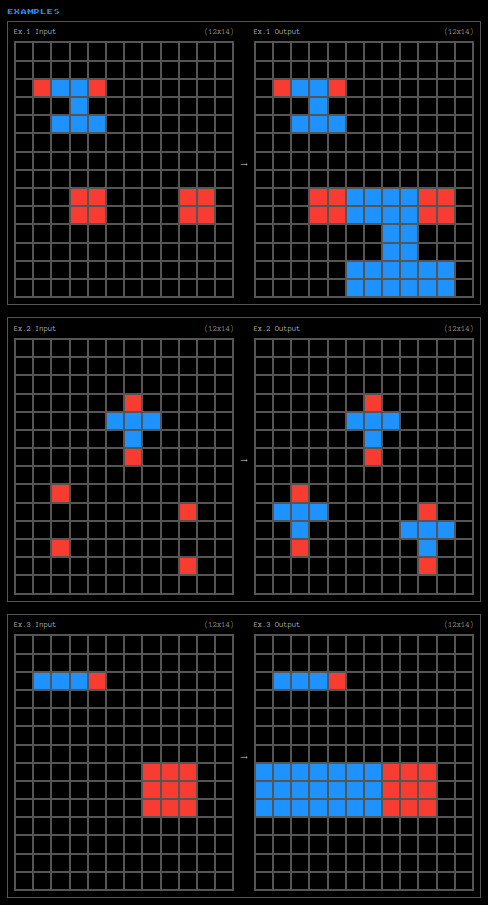 EXAMPLES
Ex.1 Input (12x14) Ex.1 Output (12x14)
→
Ex.2 Input (12x14) Ex.2 Output (12x14)
→
Ex.3 Input (12x14) Ex.3 Output (12x14)
→